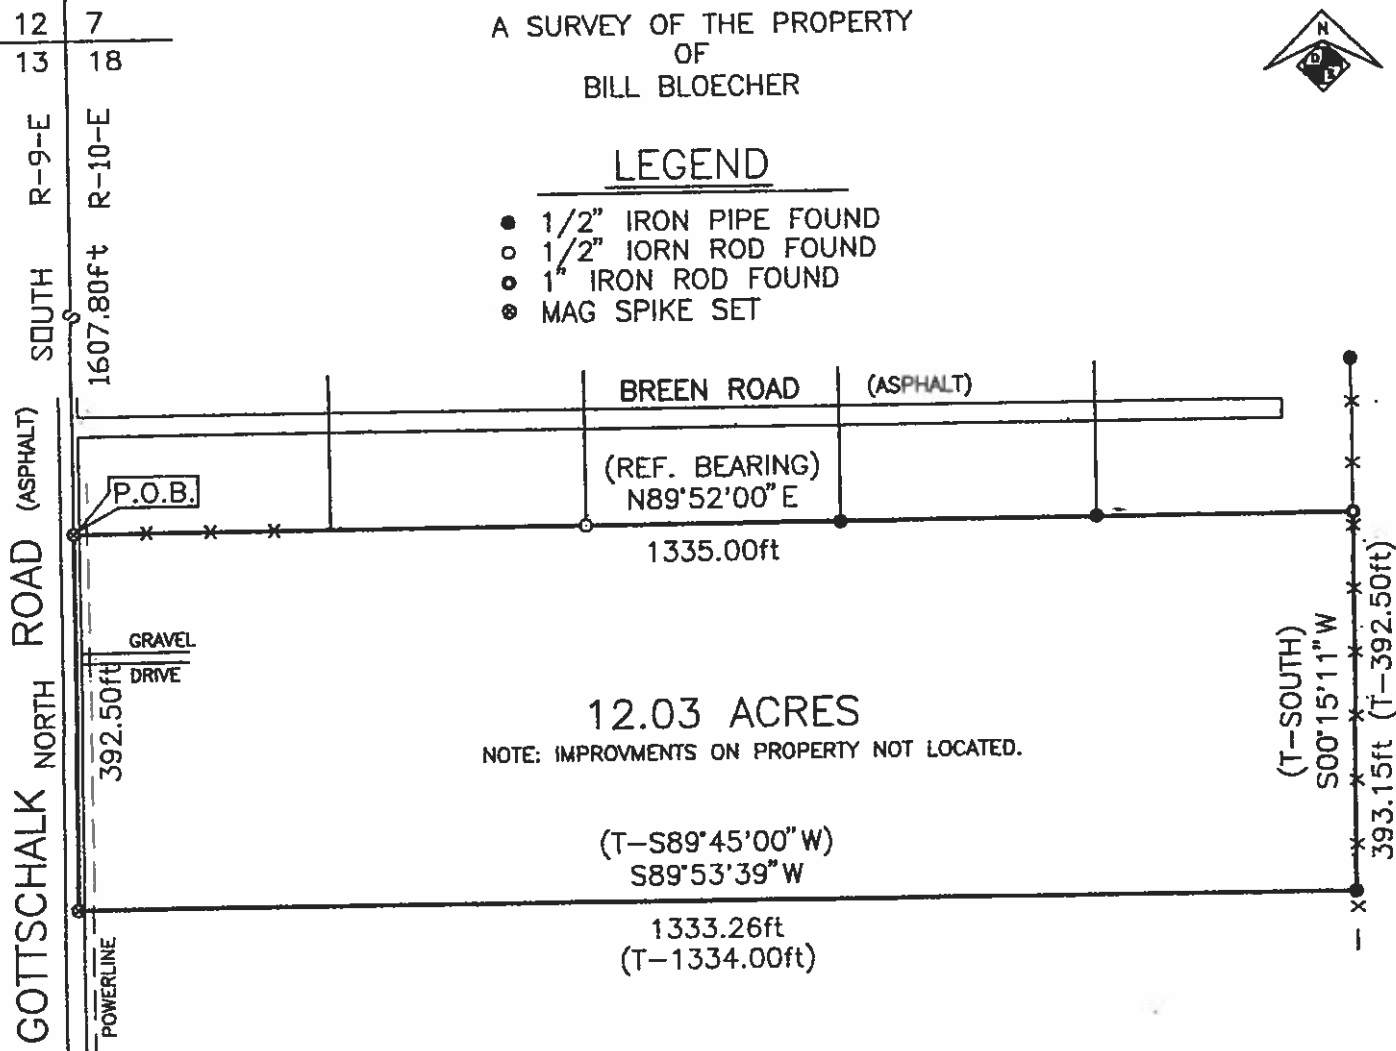 12 7
13 18
A SURVEY OF THE PROPERTY
OF
BILL BLOECHER
N
D
E
SOUTH R-9-E
1607.80ft R-10-E
LEGEND
1/2" IRON PIPE FOUND
1/2" IORN ROD FOUND
1" IRON ROD FOUND
MAG SPIKE SET
BREEN ROAD (ASPHALT)
(REF. BEARING)
N89°52'00" E
P.O.B.
1335.00ft
GOTTSCHALK ROAD (ASPHALT)
NORTH
392.50ft
GRAVEL
DRIVE
12.03 ACRES
NOTE: IMPROVMENTS ON PROPERTY NOT LOCATED.
(T-SOUTH)
S00°15'11" W
393.15ft (T-392.50ft)
(T-S89°45'00" W)
S89°53'39" W
1333.26ft
(T-1334.00ft)
POWERLINE